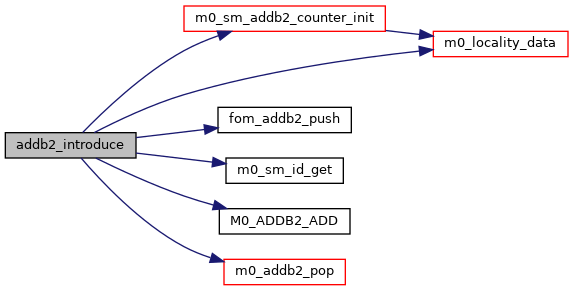 m0_sm_addb2_counter_init
m0_locality_data
fom_addb2_push
addb2_introduce
m0_sm_id_get
M0_ADDB2_ADD
m0_addb2_pop